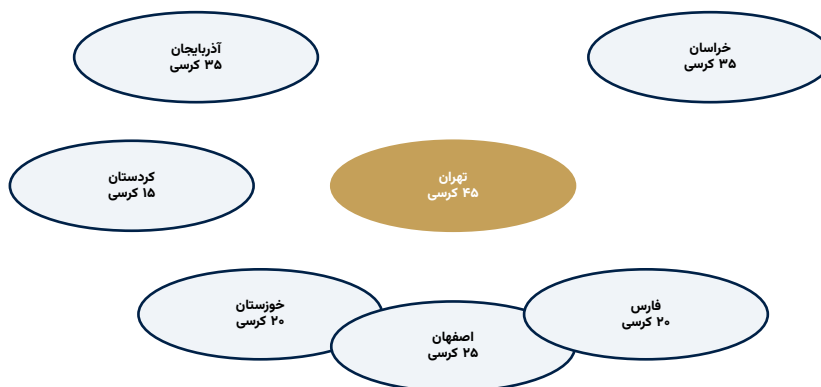 خراسان
۳۵ کرسی
آذربایجان
۳۵ کرسی
تهران
۴۵ کرسی
کردستان
۱۵ کرسی
فارس
۲۰ کرسی
خوزستان
۲۰ کرسی
اصفهان
۲۵ کرسی